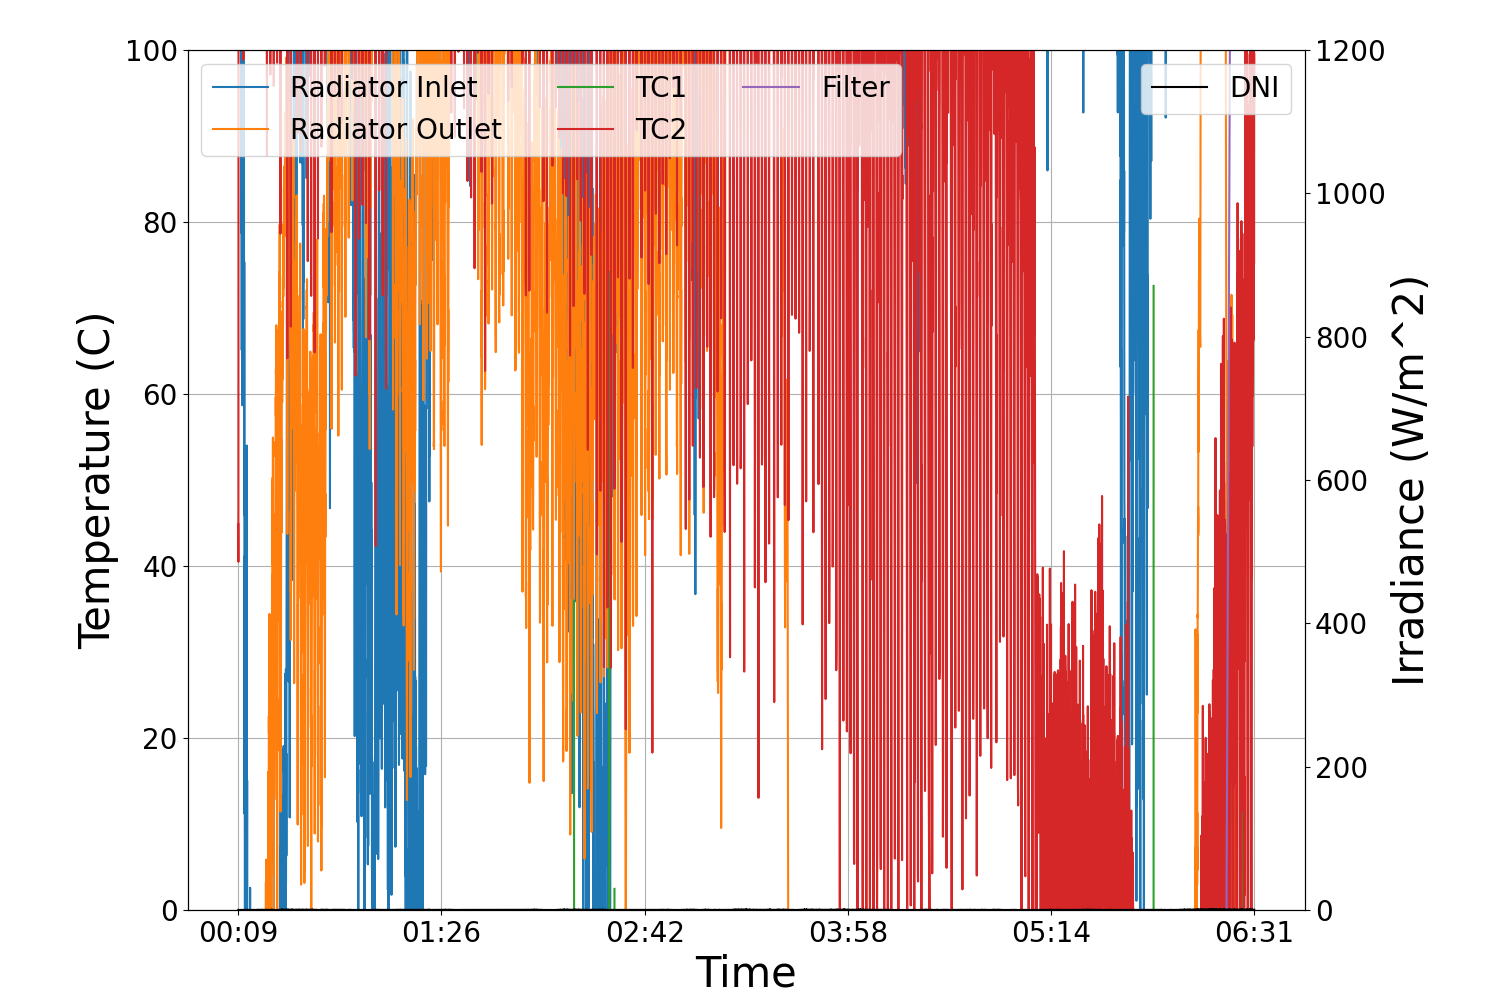 100
80
60
40
20
0
Temperature (C)
Radiator Inlet
Radiator Outlet
TC1
TC2
Filter
DNI
1200
1000
800
600
400
200
0
Irradiance (W/m^2)
00:09
01:26
02:42
03:58
05:14
06:31
Time